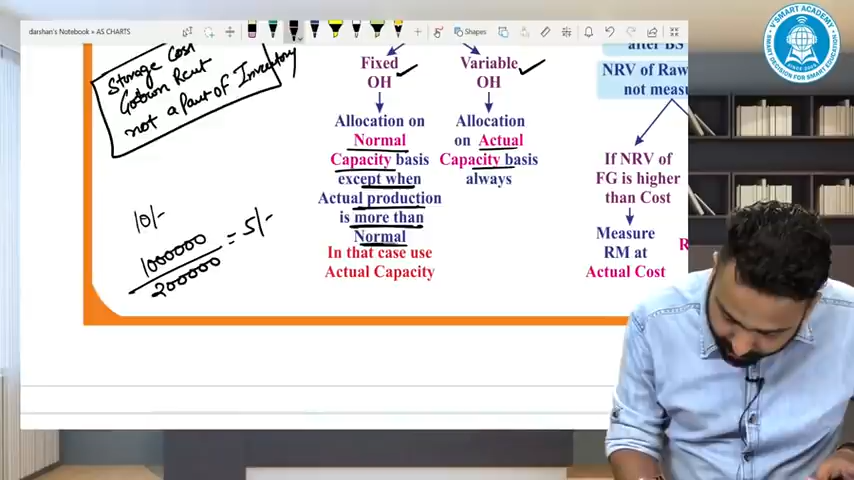 darshan's Notebook » AS CHARTS
Shapes
V'SMART ACADEMY
SMART DECISION FOR SMART EDUCATION
SINCE-2005
Storage Cost
Godown Rent
not a part of Inventory
10/-
1000000
200000
= 5/-
Fixed
OH
Allocation on
Normal
Capacity basis
except when
Actual production
is more than
Normal
In that case use
Actual Capacity
Variable
OH
Allocation
on Actual
Capacity basis
always
after BS
NRV of Raw
not measu
If NRV of
FG is higher
than Cost
Measure
RM at
Actual Cost
R